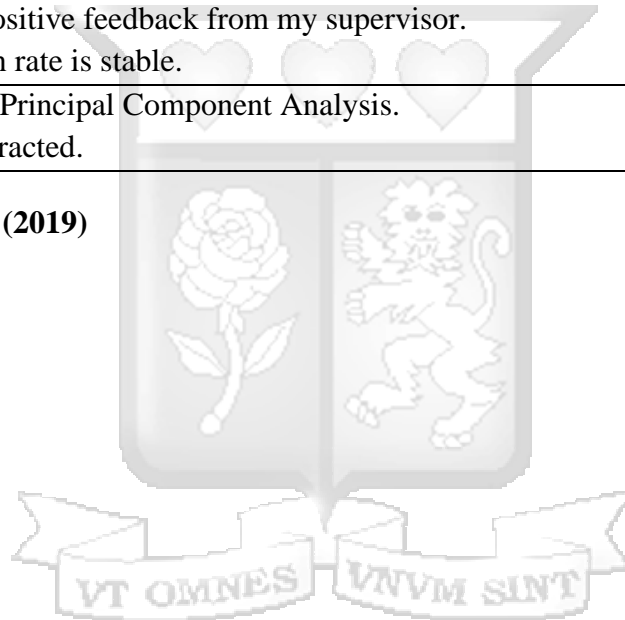 ositive feedback from my supervisor.
n rate is stable.
Principal Component Analysis.
racted.
(2019)
VT OMNES VNVM SINT